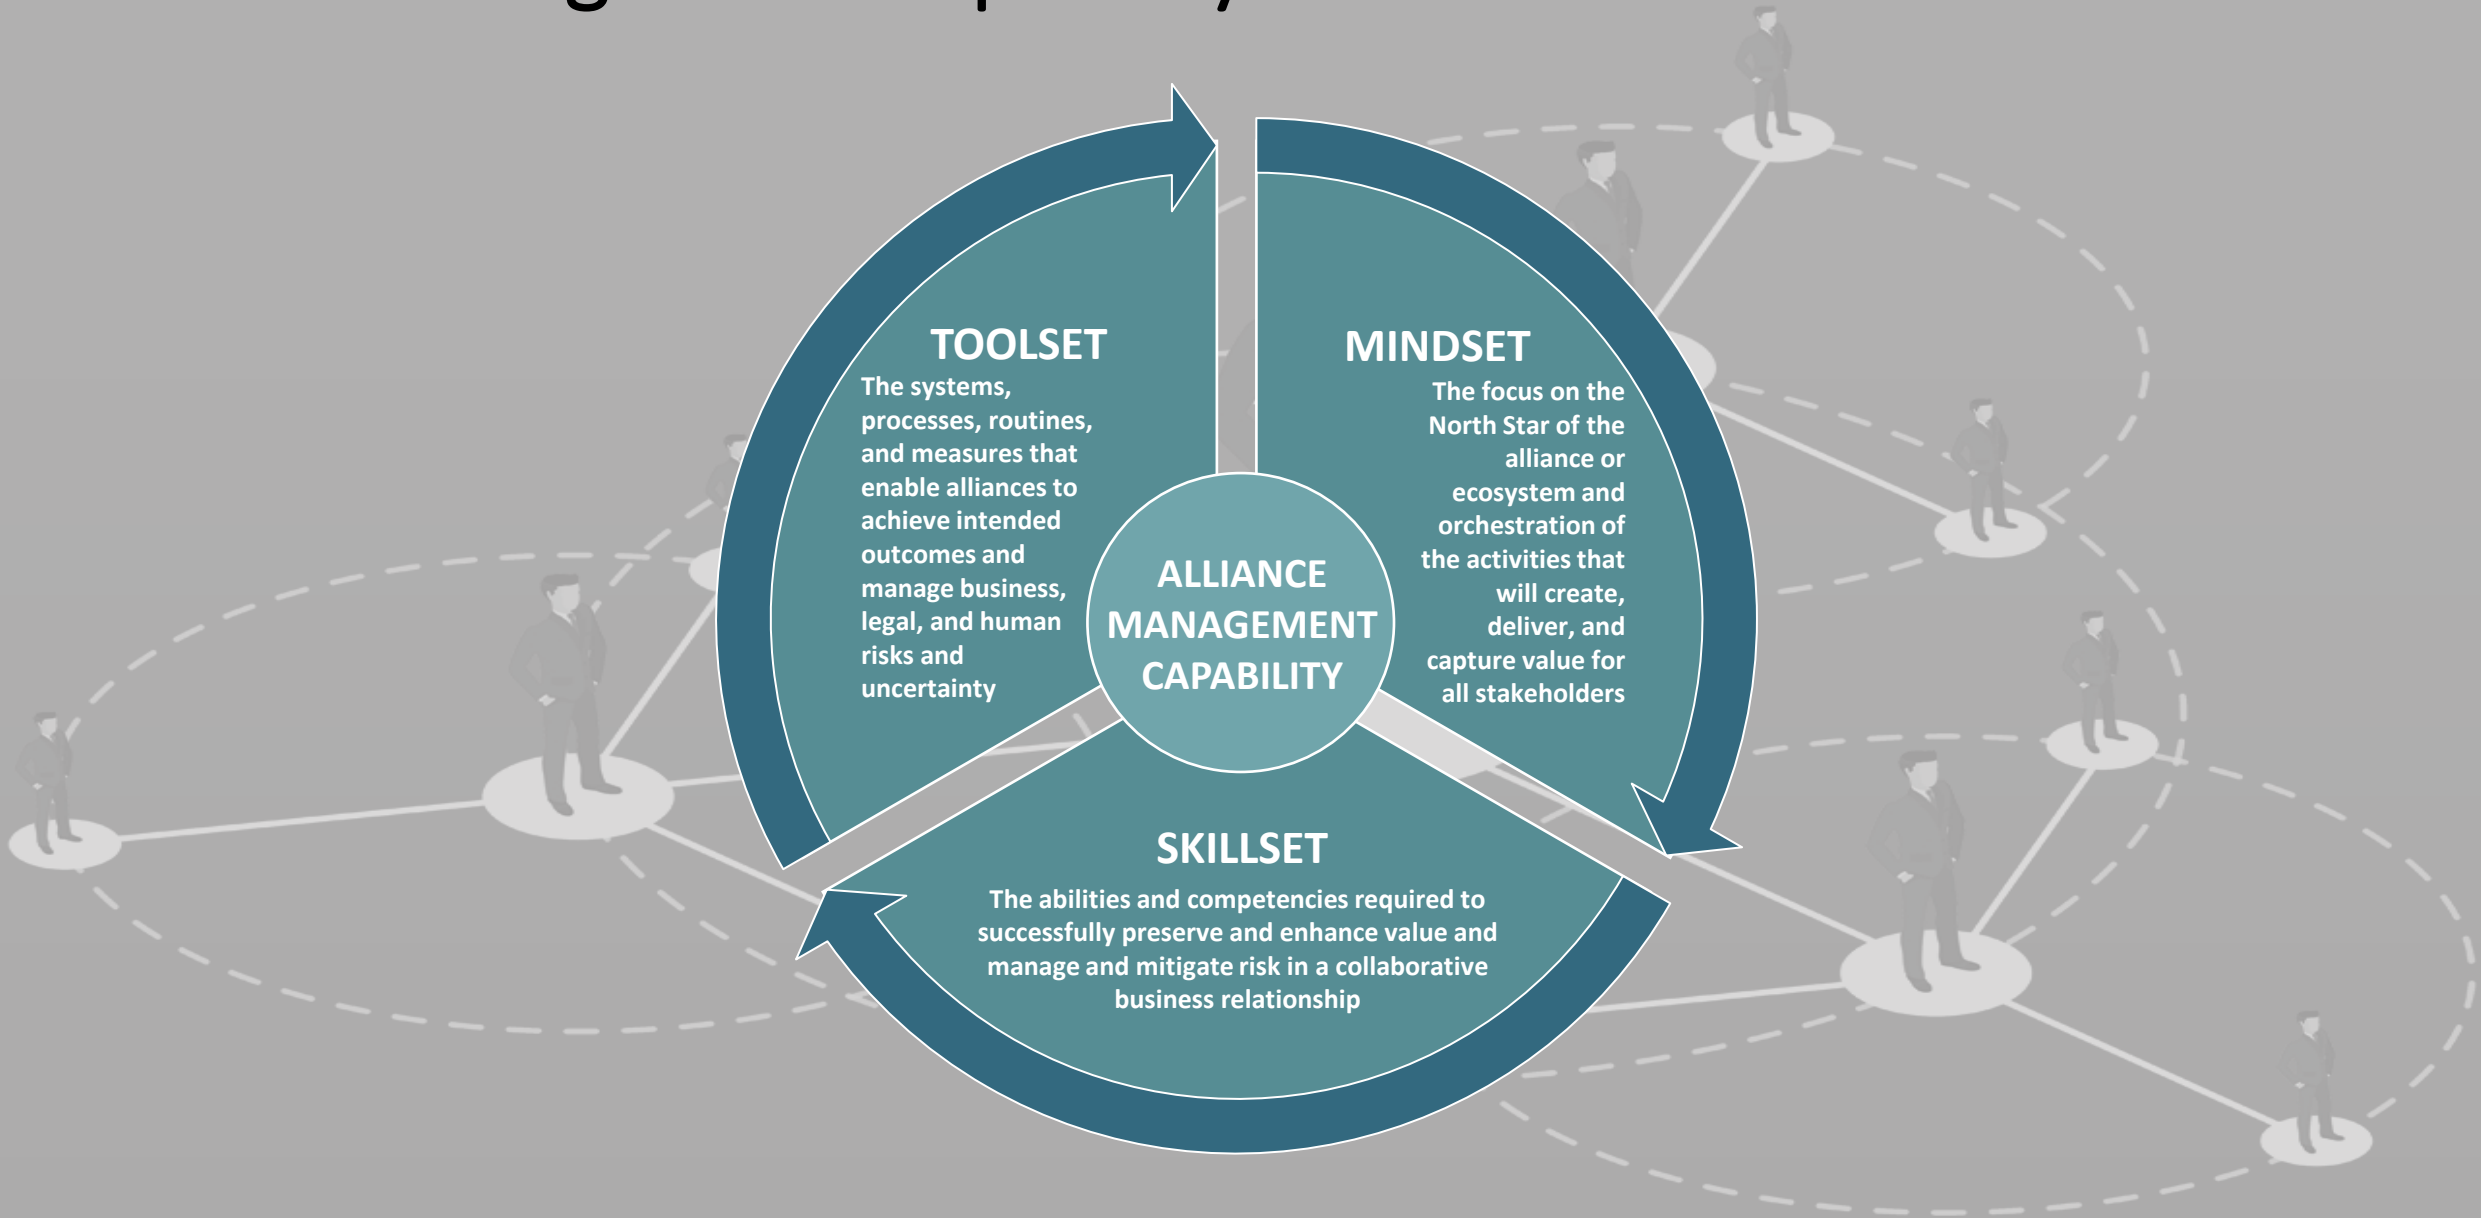 TOOLSET
The systems,
processes, routines,
and measures that
enable alliances to
achieve intended
outcomes and
manage business,
legal, and human
risks and
uncertainty
MINDSET
The focus on the
North Star of the
alliance or
ecosystem and
orchestration of
the activities that
will create,
deliver, and
capture value for
all stakeholders
ALLIANCE
MANAGEMENT
CAPABILITY
SKILLSET
The abilities and competencies required to
successfully preserve and enhance value and
manage and mitigate risk in a collaborative
business relationship